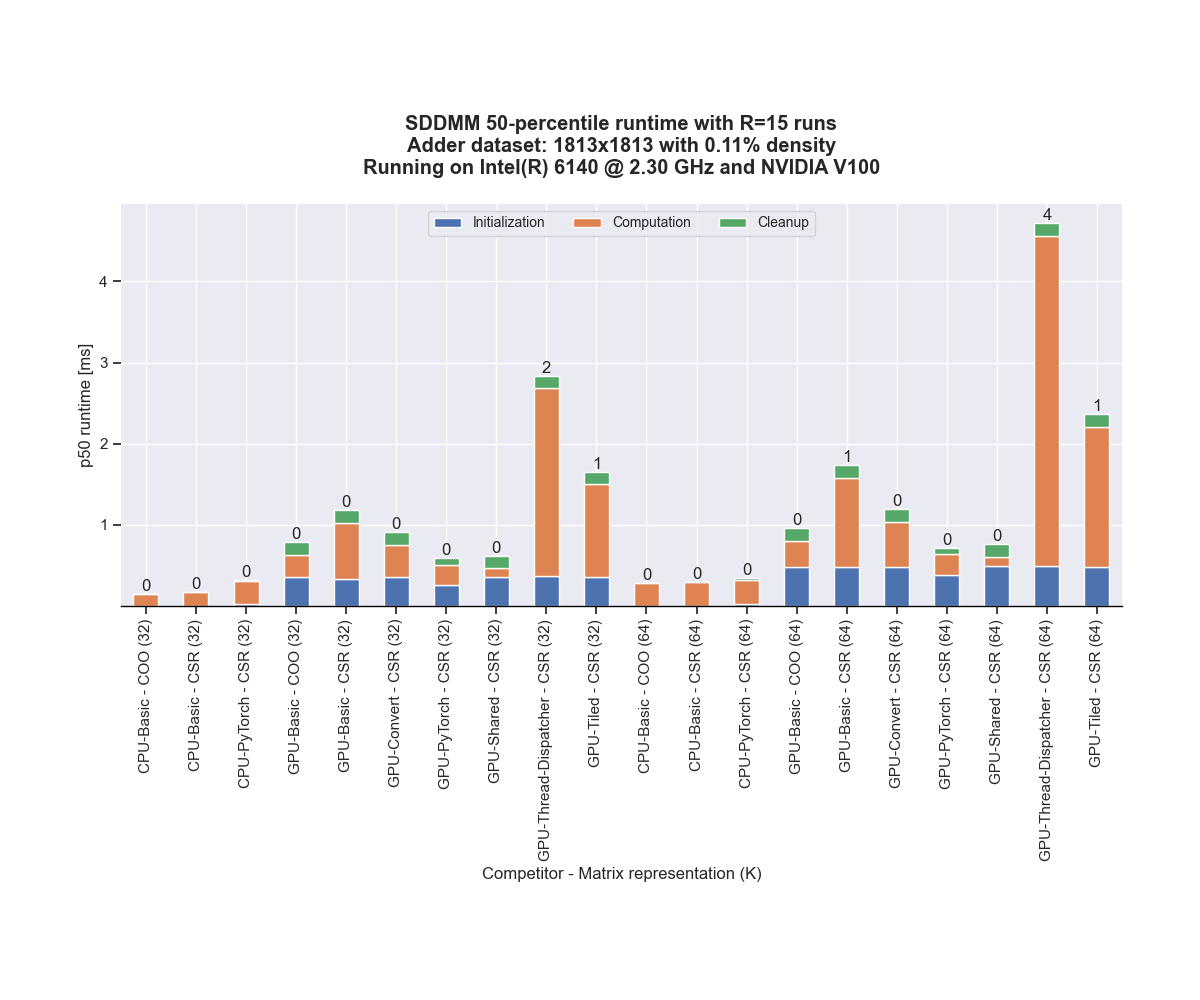 SDDMM 50-percentile runtime with R=15 runs
Adder dataset: 1813x1813 with 0.11% density
Running on Intel(R) 6140 @ 2.30 GHz and NVIDIA V100
Initialization Computation Cleanup
p50 runtime [ms]
4
3
2
1
0
0
0
0
0
0
0
0
2
1
0
0
0
0
1
0
0
0
4
1
CPU-Basic - COO (32)
CPU-Basic - CSR (32)
CPU-PyTorch - CSR (32)
GPU-Basic - COO (32)
GPU-Basic - CSR (32)
GPU-Convert - CSR (32)
GPU-PyTorch - CSR (32)
GPU-Shared - CSR (32)
GPU-Thread-Dispatcher - CSR (32)
GPU-Tiled - CSR (32)
CPU-Basic - COO (64)
CPU-Basic - CSR (64)
CPU-PyTorch - CSR (64)
GPU-Basic - COO (64)
GPU-Basic - CSR (64)
GPU-Convert - CSR (64)
GPU-PyTorch - CSR (64)
GPU-Shared - CSR (64)
GPU-Thread-Dispatcher - CSR (64)
GPU-Tiled - CSR (64)
Competitor - Matrix representation (K)